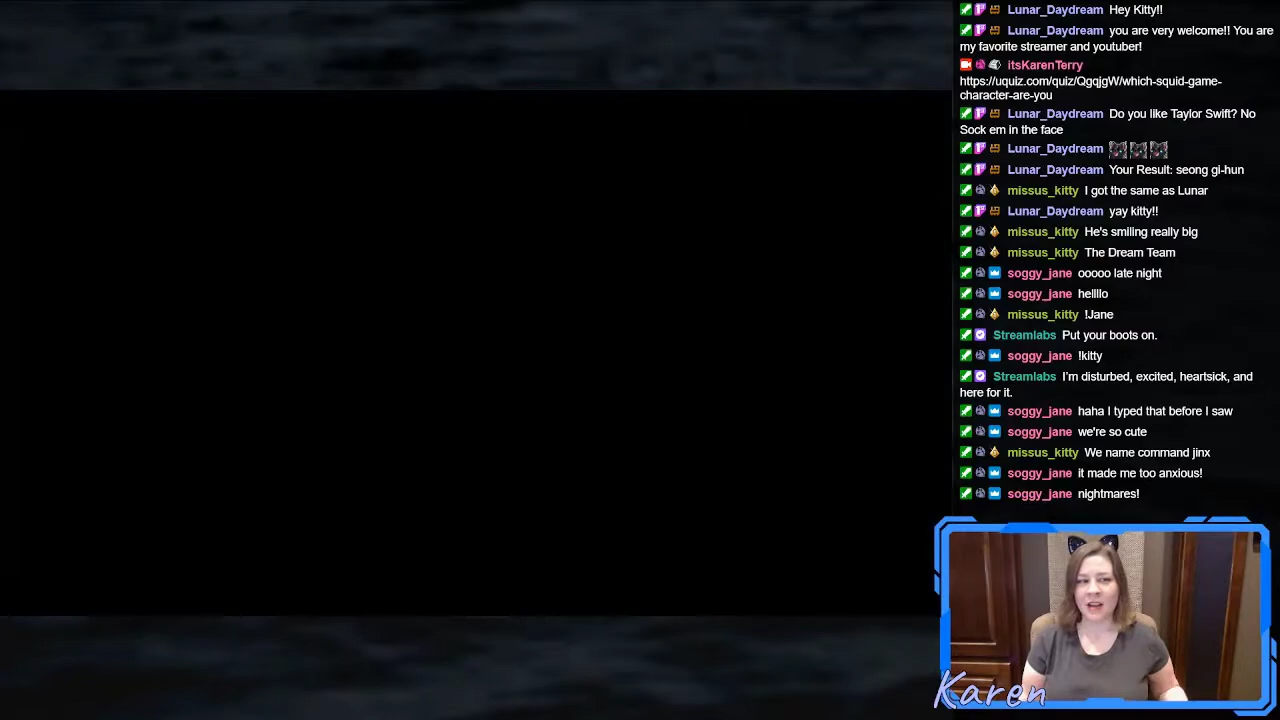 Lunar_Daydream Hey Kitty!!
Lunar_Daydream you are very welcome!! You are
my favorite streamer and youtuber!
itsKarenTerry
https://uquiz.com/quiz/QgqjgW/which-squid-game-
character-are-you
Lunar_Daydream Do you like Taylor Swift? No
Sock em in the face
Lunar_Daydream
Lunar_Daydream Your Result: seong gi-hun
missus_kitty I got the same as Lunar
Lunar_Daydream yay kitty!!
missus_kitty He's smiling really big
missus_kitty The Dream Team
soggy_jane ooooo late night
soggy_jane hellllo
missus_kitty !Jane
Streamlabs Put your boots on.
soggy_jane !kitty
Streamlabs I'm disturbed, excited, heartsick, and
here for it.
soggy_jane haha I typed that before I saw
soggy_jane we're so cute
missus_kitty We name command jinx
soggy_jane it made me too anxious!
soggy_jane nightmares!
Karen